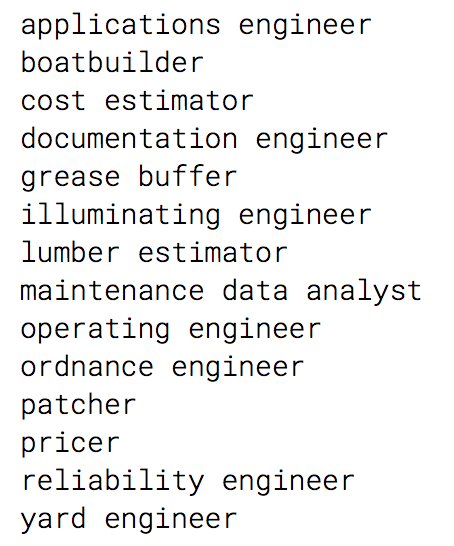 applications engineer
boatbuilder
cost estimator
documentation engineer
grease buffer
illuminating engineer
lumber estimator
maintenance data analyst
operating engineer
ordnance engineer
patcher
pricer
reliability engineer
yard engineer